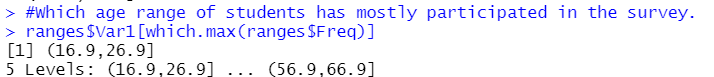 > #Which age range of students has mostly participated in the survey.
> ranges$Var1[which.max(ranges$Freq)]
[1] (16.9,26.9]
5 Levels: (16.9,26.9] ... (56.9,66.9]